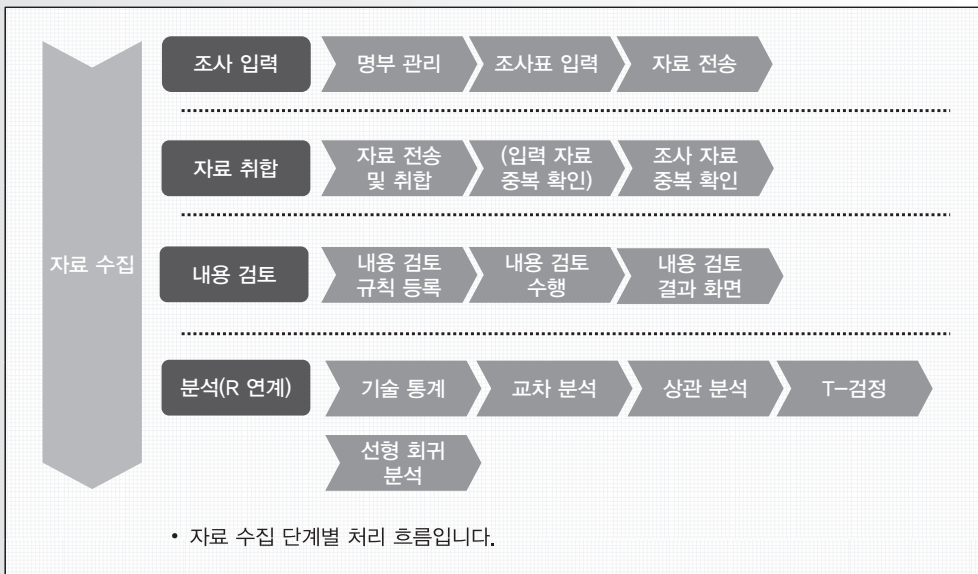 자료 수집
조사 입력
명부 관리
조사표 입력
자료 전송
자료 취합
자료 전송
및 취합
(입력 자료
중복 확인)
조사 자료
중복 확인
내용 검토
내용 검토
규칙 등록
내용 검토
수행
내용 검토
결과 화면
분석(R 연계)
기술 통계
교차 분석
상관 분석
T-검정
선형 회귀
분석
• 자료 수집 단계별 처리 흐름입니다.